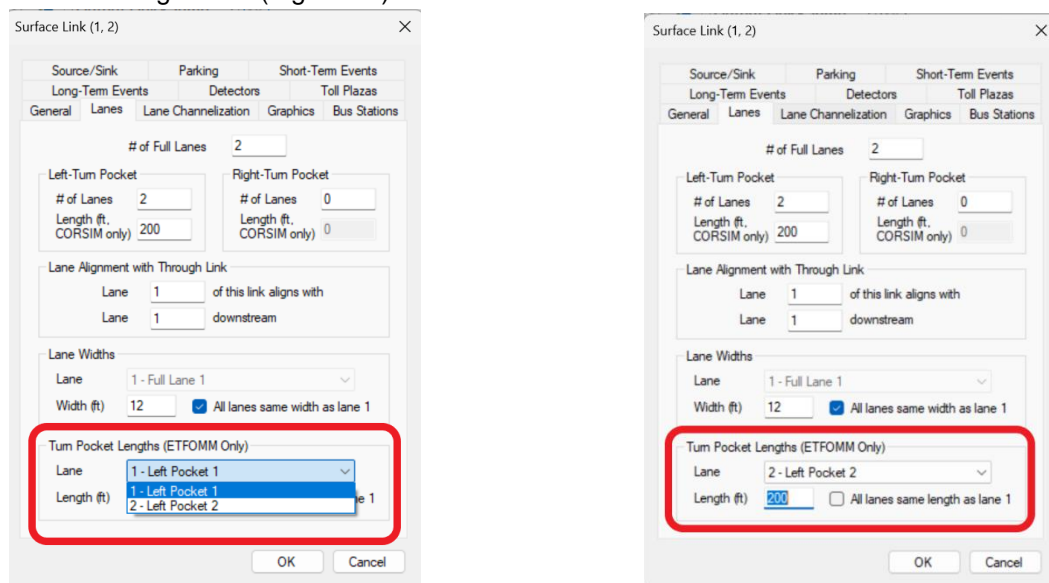 Surface Link (1, 2)
Source/Sink Parking Short-Term Events
Long-Term Events Detectors Toll Plazas
General Lanes Lane Channelization Graphics Bus Stations
# of Full Lanes 2
Left-Turn Pocket Right-Turn Pocket
# of Lanes 2 # of Lanes 0
Length (ft, Length (ft,
CORSIM only) 200 CORSIM only) 0
Lane Alignment with Through Link
Lane 1 of this link aligns with
Lane 1 downstream
Lane Widths
Lane 1 - Full Lane 1
Width (ft) 12 All lanes same width as lane 1
Turn Pocket Lengths (ETFOMM Only)
Lane 1 - Left Pocket 1
1 - Left Pocket 1
Length (ft) e 1
2 - Left Pocket 2
OK Cancel
Surface Link (1, 2)
Source/Sink Parking Short-Term Events
Long-Term Events Detectors Toll Plazas
General Lanes Lane Channelization Graphics Bus Stations
# of Full Lanes 2
Left-Turn Pocket Right-Turn Pocket
# of Lanes 2 # of Lanes 0
Length (ft, Length (ft,
CORSIM only) 200 CORSIM only) 0
Lane Alignment with Through Link
Lane 1 of this link aligns with
Lane 1 downstream
Lane Widths
Lane 1 - Full Lane 1
Width (ft) 12 All lanes same width as lane 1
Turn Pocket Lengths (ETFOMM Only)
Lane 2 - Left Pocket 2
Length (ft) 200 All lanes same length as lane 1
OK Cancel